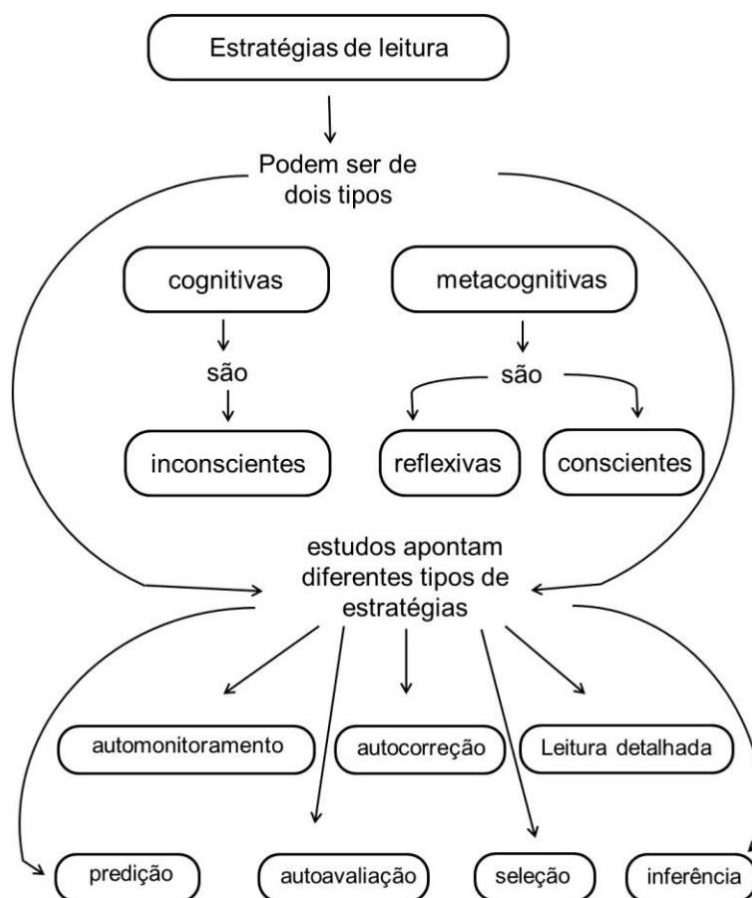 Estratégias de leitura
Podem ser de
dois tipos
cognitivas
metacognitivas
são
são
inconscientes
reflexivas
conscientes
estudos apontam
diferentes tipos de
estratégias
automonitoramento
autocorreção
Leitura detalhada
predição
autoavaliação
seleção
inferência